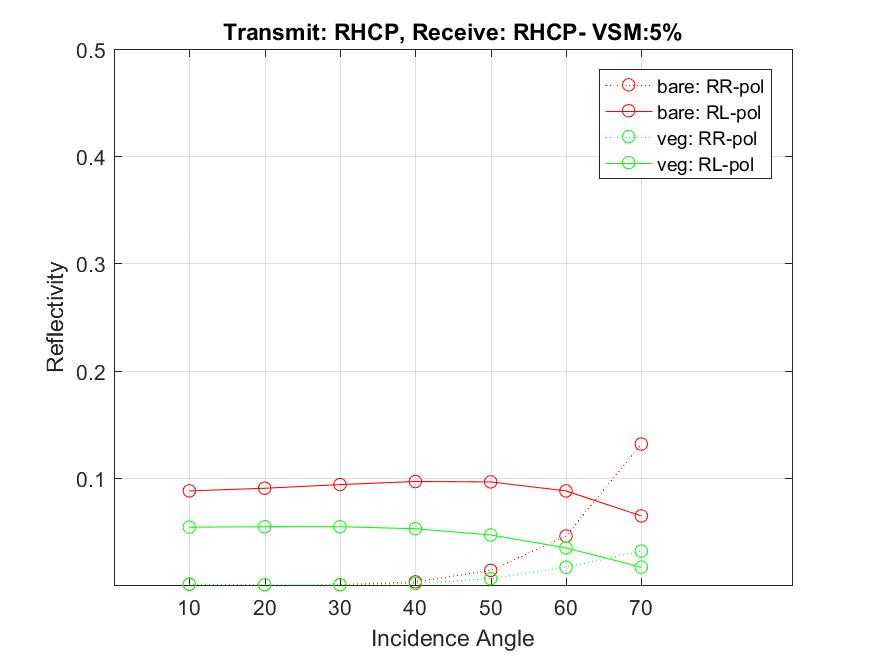 Transmit: RHCP, Receive: RHCP- VSM:5%
0.5
0.4
0.3
0.2
0.1
Reflectivity
bare: RR-pol
bare: RL-pol
veg: RR-pol
veg: RL-pol
10 20 30 40 50 60 70
Incidence Angle